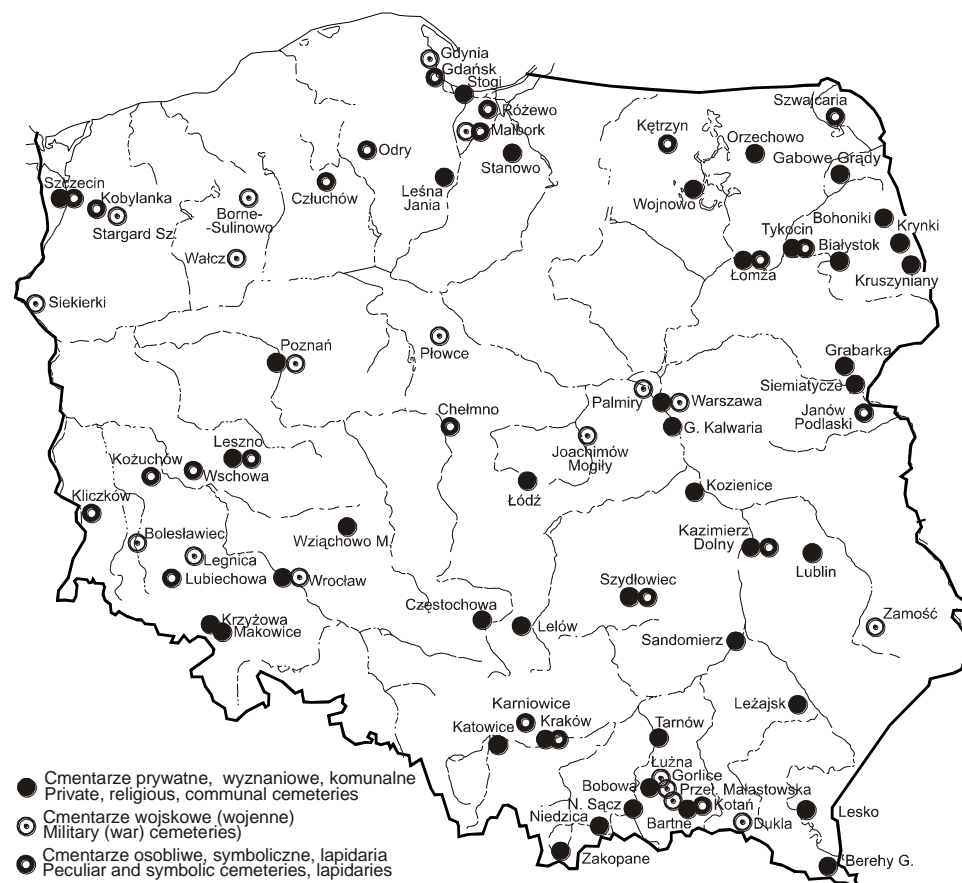 Gdynia
Gdańsk
Stogi
Różewo
Malbork
Stanowo
Odry
Człuchów
Leśna
Jania
Szwajcaria
Kętrzyn
Orzechowo
Gabowe Grądy
Wojnowo
Szczecin
Kobylanka
Stargard Sz.
Borne-
-Sulinowo
Wałcz
Bohoniki
Krynki
Tykocin
Białystok
Łomża
Kruszyniany
Siekierki
Płowce
Poznań
Grabarka
Siemiatycze
Janów
Podlaski
Palmiry
Warszawa
G. Kalwaria
Chełmno
Joachimów
Mogiły
Łódź
Leszno
Kożuchów
Wschowa
Kliczków
Kozienice
Bolesławiec
Legnica
Lubiechowa
Wziąchowo M.
Wrocław
Kazimierz
Dolny
Lublin
Krzyżowa
Makowice
Szydłowiec
Częstochowa
Lelów
Zamość
Sandomierz
Leżajsk
Karniowice
Kraków
Katowice
Tarnów
Łużna
Gorlice
Bobowa
Przeł. Małastowska
N. Sącz
Kotań
Niedzica
Bartne
Dukla
Lesko
Zakopane
Berehy G.
Cmentarze prywatne, wyznaniowe, komunalne
Private, religious, communal cemeteries
Cmentarze wojskowe (wojenne)
Military (war) cemeteries)
Cmentarze osobliwe, symboliczne, lapidaria
Peculiar and symbolic cemeteries, lapidaries